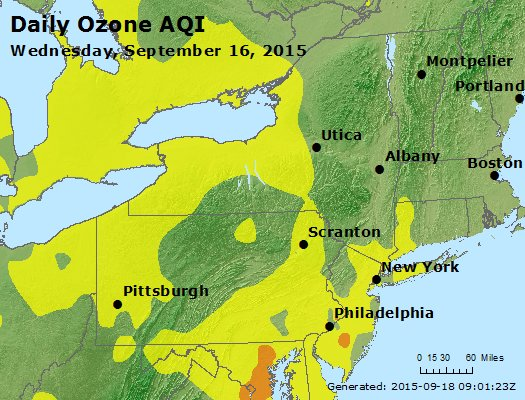 Daily Ozone AQI
Wednesday, September 16, 2015
Montpelier
Portland
Utica
Albany
Boston
Scranton
New York
Pittsburgh
Philadelphia
0 15 30 60 Miles
Generated: 2015-09-18 09:01:23Z